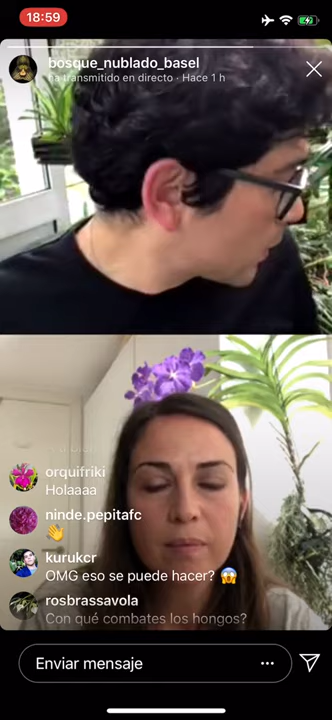 18:59
bosque_nublado_basel
ha transmitido en directo · Hace 1 h
orquifriki
Holaaaa
ninde.pepitafc
👋
kurukcr
OMG eso se puede hacer? 😱
rosbrassavola
Con qué combates los hongos?
Enviar mensaje